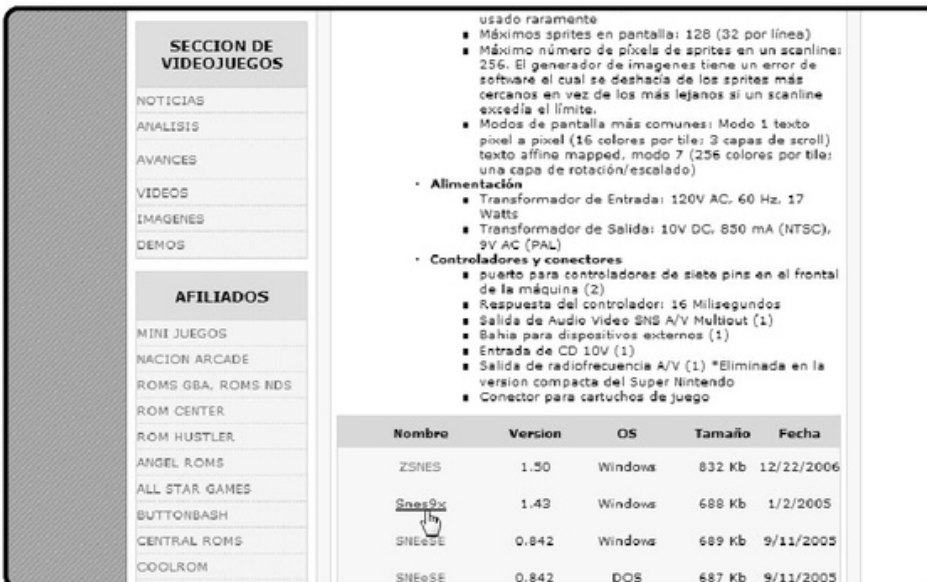 SECCION DE
VIDEOJUEGOS
NOTICIAS
ANALISIS
AVANCES
VIDEOS
IMAGENES
DEMOS
AFILIADOS
MINI JUEGOS
NACION ARCADE
ROMS GBA, ROMS NDS
ROM CENTER
ROM HUSTLER
ANGEL ROMS
ALL STAR GAMES
BUTTONBASH
CENTRAL ROMS
COOLROM
usado raramente
Máximos sprites en pantalla: 128 (32 por línea)
Máximo número de píxels de sprites en un scanline:
256. El generador de imagenes tiene un error de
software el cual se deshacía de los sprites más
cercanos en vez de los más lejanos si un scanline
excedía el límite.
Modos de pantalla más comunes: Modo 1 texto
pixel a pixel (16 colores por tile; 3 capas de scroll)
texto affine mapped, modo 7 (256 colores por tile;
una capa de rotación/escalado)
Alimentación
Transformador de Entrada: 120V AC, 60 Hz, 17
Watts
Transformador de Salida: 10V DC, 850 mA (NTSC),
9V AC (PAL)
Controladores y conectores
puerto para controladores de siete pins en el frontal
de la máquina (2)
Respuesta del controlador: 16 Milisegundos
Salida de Audio Video SNS A/V Multiout (1)
Bahia para dispositivos externos (1)
Entrada de CD 10V (1)
Salida de radiofrecuencia A/V (1) *Eliminada en la
version compacta del Super Nintendo
Conector para cartuchos de juego
Nombre Version OS Tamaño Fecha
ZSNES 1.50 Windows 832 Kb 12/22/2006
Snes9x 1.43 Windows 688 Kb 1/2/2005
SNEeSE 0.842 Windows 689 Kb 9/11/2005
SNEeSE 0.842 DOS 687 Kb 9/11/2005